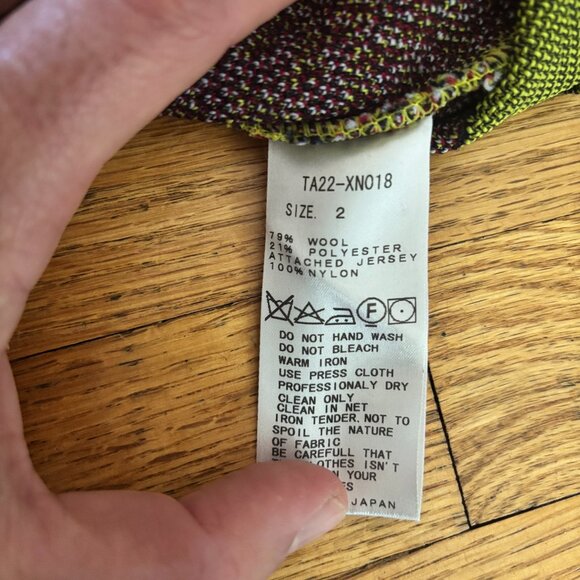 TA22-XN018
SIZE. 2
79% WOOL
21% POLYESTER
ATTACHED JERSEY
100% NYLON
F
DO NOT HAND WASH
DO NOT BLEACH
WARM IRON
USE PRESS CLOTH
PROFESSIONALY DRY
CLEAN ONLY
CLEAN IN NET
IRON TENDER. NOT TO
SPOIL THE NATURE
OF FABRIC
BE CAREFULL THAT
CLOTHES ISN'T
YOUR
JAPAN